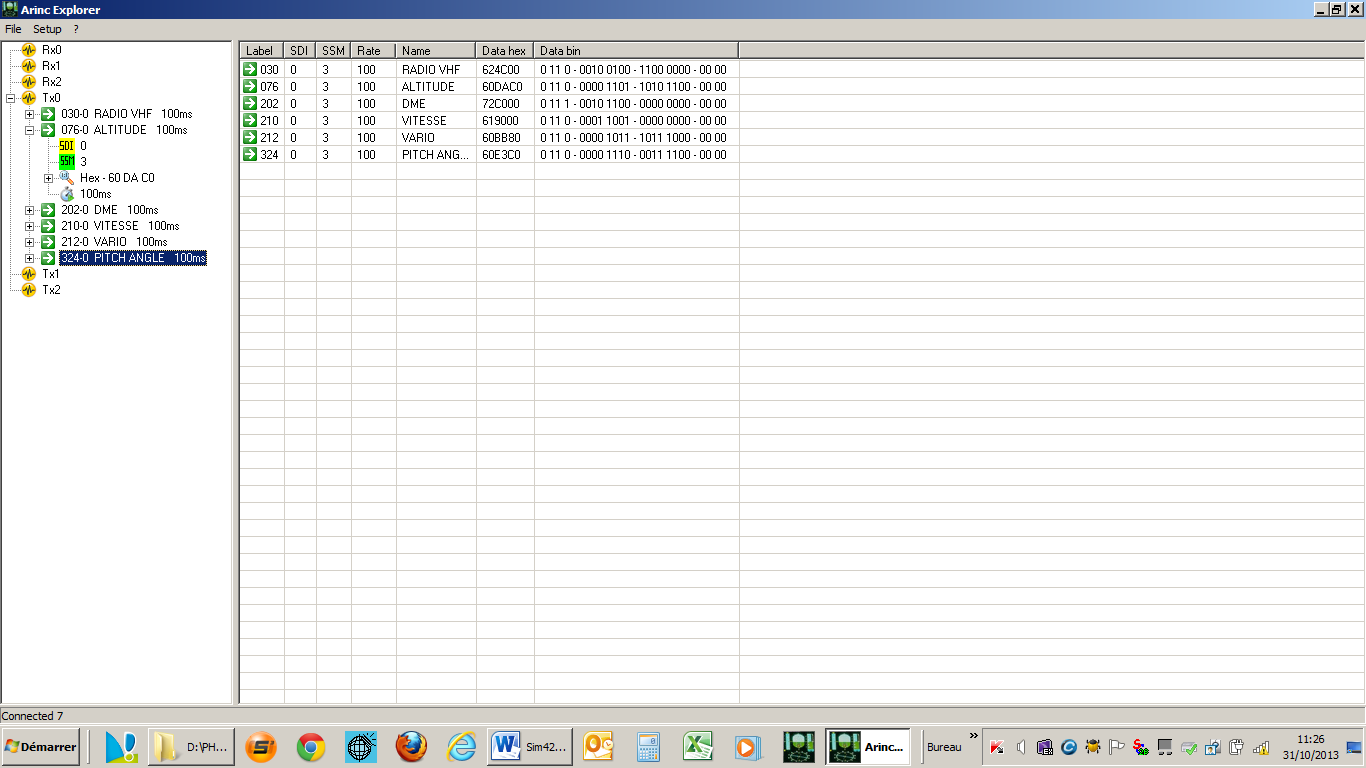 Arinc Explorer
File Setup ?
Rx0
Rx1
Rx2
Tx0
030-0 RADIO VHF 100ms
076-0 ALTITUDE 100ms
SDI 0
SSM 3
Hex - 60 DA C0
100ms
202-0 DME 100ms
210-0 VITESSE 100ms
212-0 VARIO 100ms
324-0 PITCH ANGLE 100ms
Tx1
Tx2
Label SDI SSM Rate Name Data hex Data bin
030 0 3 100 RADIO VHF 624C00 0 11 0 - 0010 0100 - 1100 0000 - 00 00
076 0 3 100 ALTITUDE 60DAC0 0 11 0 - 0000 1101 - 1010 1100 - 00 00
202 0 3 100 DME 72C000 0 11 1 - 0010 1100 - 0000 0000 - 00 00
210 0 3 100 VITESSE 619000 0 11 0 - 0001 1001 - 0000 0000 - 00 00
212 0 3 100 VARIO 60BB80 0 11 0 - 0000 1011 - 1011 1000 - 00 00
324 0 3 100 PITCH ANG... 60E3C0 0 11 0 - 0000 1110 - 0011 1100 - 00 00
Connected 7
Démarrer D:\PH... Sim42... Arinc... Bureau » 11:26
31/10/2013